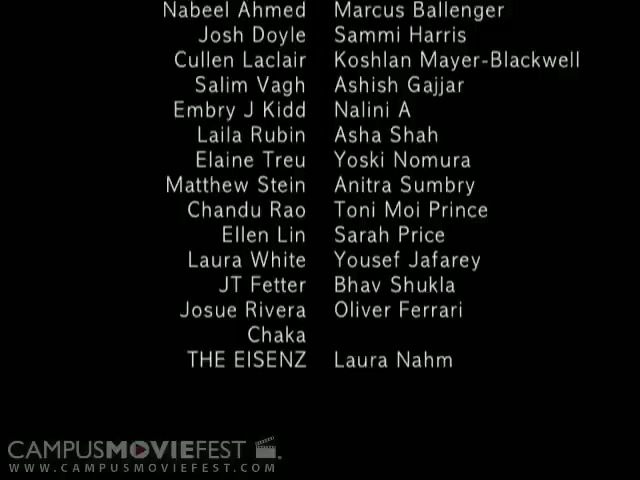 Nabeel Ahmed Marcus Ballenger
Josh Doyle Sammi Harris
Cullen Laclair Koshlan Mayer-Blackwell
Salim Vagh Ashish Gajjar
Embry J Kidd Nalini A
Laila Rubin Asha Shah
Elaine Treu Yoski Nomura
Matthew Stein Anitra Sumbry
Chandu Rao Toni Moi Prince
Ellen Lin Sarah Price
Laura White Yousef Jafarey
JT Fetter Bhav Shukla
Josue Rivera Oliver Ferrari
Chaka
THE EISENZ Laura Nahm
CAMPUSMOVIEFEST
WWW.CAMPUSMOVIEFEST.COM